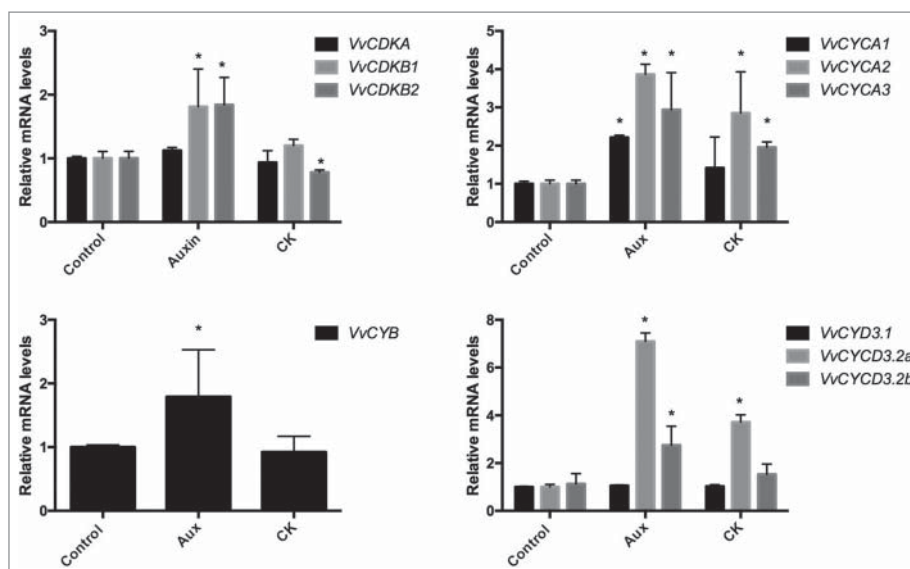 Relative mRNA levels
3
2
1
0
*
*
*
Control
Auxin
CK
VvCDKA
VvCDKB1
VvCDKB2
Relative mRNA levels
5
4
3
2
1
0
*
*
*
*
*
Control
Aux
CK
VvCYCA1
VvCYCA2
VvCYCA3
Relative mRNA levels
3
2
1
0
*
Control
Aux
CK
VvCYB
Relative mRNA levels
8
6
4
2
0
*
*
*
Control
Aux
CK
VvCYD3.1
VvCYCD3.2a
VvCYCD3.2b